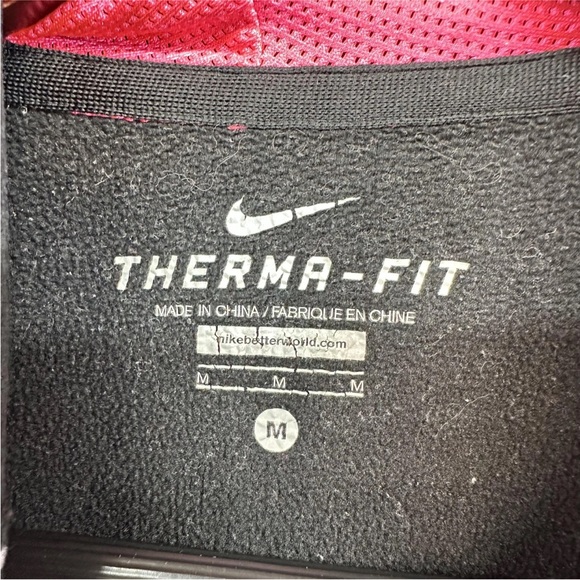 THERMA-FIT
MADE IN CHINA / FABRIQUE EN CHINE
nikebetterworld.com
M M M
M